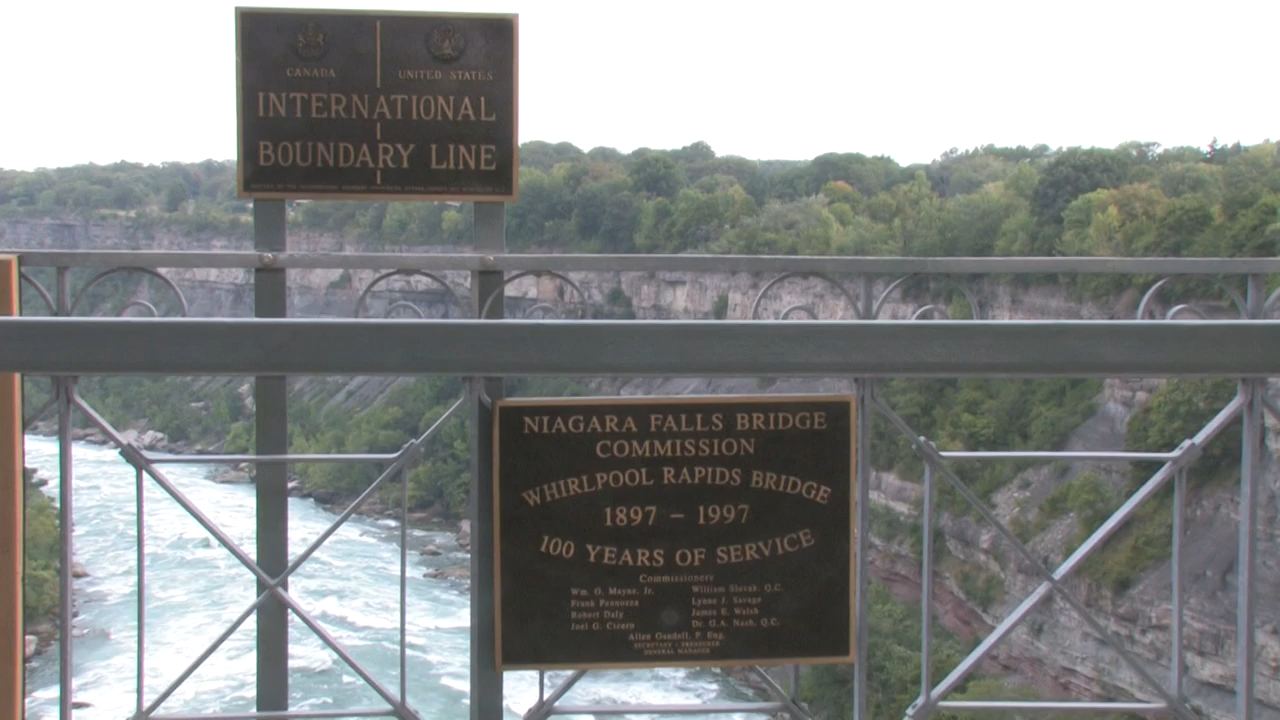 CANADA UNITED STATES
INTERNATIONAL
BOUNDARY LINE
NIAGARA FALLS BRIDGE
COMMISSION
WHIRLPOOL RAPIDS BRIDGE
1897 – 1997
100 YEARS OF SERVICE
Commissioners
Wm. G. Mayne, Jr. William Slovak, Q.C.
Frank Lynne J. Savage
Robert Daly James E. Walsh
Joel G. Cicero Dr. G.A. Nash, Q.C.
Allen Gandell, P. Eng.
SECRETARY - TREASURER
GENERAL MANAGER